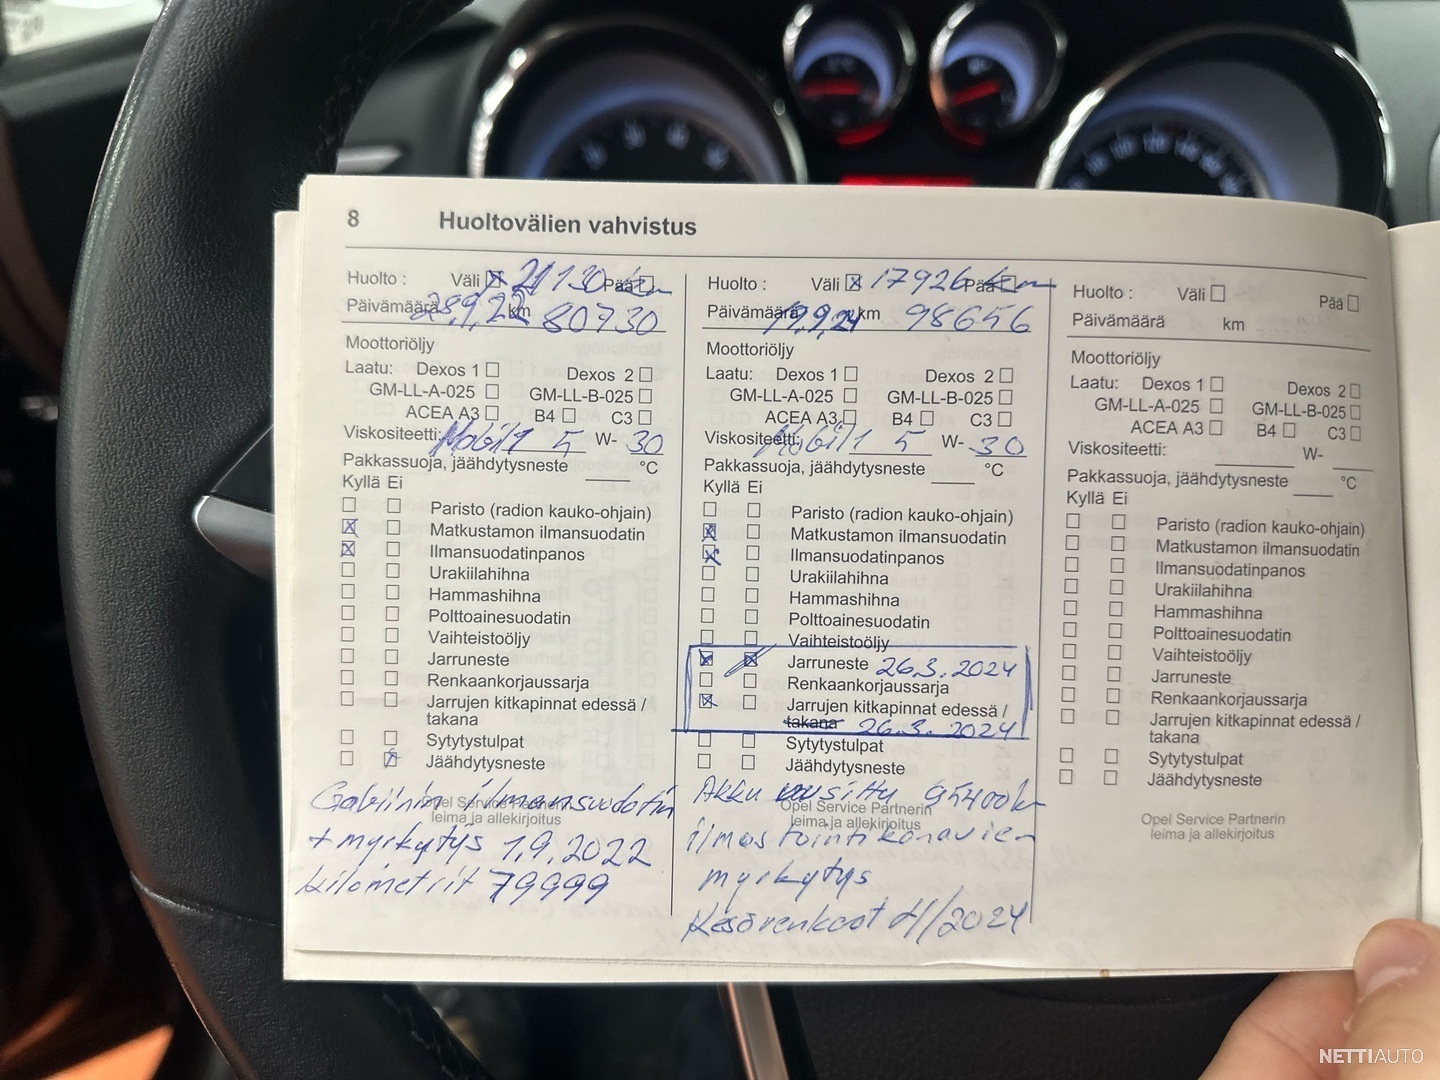 8 Huoltovälien vahvistus
Huolto : Väli 21130 km Pää
Päivämäärä 28.9.22 km 80730
Moottoriöljy
Laatu: Dexos 1 Dexos 2
GM-LL-A-025 GM-LL-B-025
ACEA A3 B4 C3
Viskositeetti: Mobil 1 5 W- 30
Pakkassuoja, jäähdytysneste °C
Kyllä Ei
Paristo (radion kauko-ohjain)
Matkustamon ilmansuodatin
Ilmansuodatinpanos
Urakiilahihna
Hammashihna
Polttoainesuodatin
Vaihteistoöljy
Jarruneste
Renkaankorjaussarja
Jarrujen kitkapinnat edessä /
takana
Sytytystulpat
Jäähdytysneste
Gabiinin ilmansuodatin
Opel Service Partnerin
leima ja allekirjoitus
+ myrkytys 1.9.2022
kilometrit 79999
Huolto : Väli 17926 km Pää
Päivämäärä 19.9.24 km 98656
Moottoriöljy
Laatu: Dexos 1 Dexos 2
GM-LL-A-025 GM-LL-B-025
ACEA A3 B4 C3
Viskositeetti: Mobil 1 5 W- 30
Pakkassuoja, jäähdytysneste °C
Kyllä Ei
Paristo (radion kauko-ohjain)
Matkustamon ilmansuodatin
Ilmansuodatinpanos
Urakiilahihna
Hammashihna
Polttoainesuodatin
Vaihteistoöljy
Jarruneste 26.3.2024
Renkaankorjaussarja
Jarrujen kitkapinnat edessä /
takana 26.3.2024
Sytytystulpat
Jäähdytysneste
Akku uusittu 95400 km
Opel Service Partnerin
leima ja allekirjoitus
ilmastointikanavien
myrkytys
Kesärenkaat 4/2024
Huolto : Väli Pää
Päivämäärä km
Moottoriöljy
Laatu: Dexos 1 Dexos 2
GM-LL-A-025 GM-LL-B-025
ACEA A3 B4 C3
Viskositeetti: W-
Pakkassuoja, jäähdytysneste °C
Kyllä Ei
Paristo (radion kauko-ohjain)
Matkustamon ilmansuodatin
Ilmansuodatinpanos
Urakiilahihna
Hammashihna
Polttoainesuodatin
Vaihteistoöljy
Jarruneste
Renkaankorjaussarja
Jarrujen kitkapinnat edessä /
takana
Sytytystulpat
Jäähdytysneste
Opel Service Partnerin
leima ja allekirjoitus
NETTIAUTO